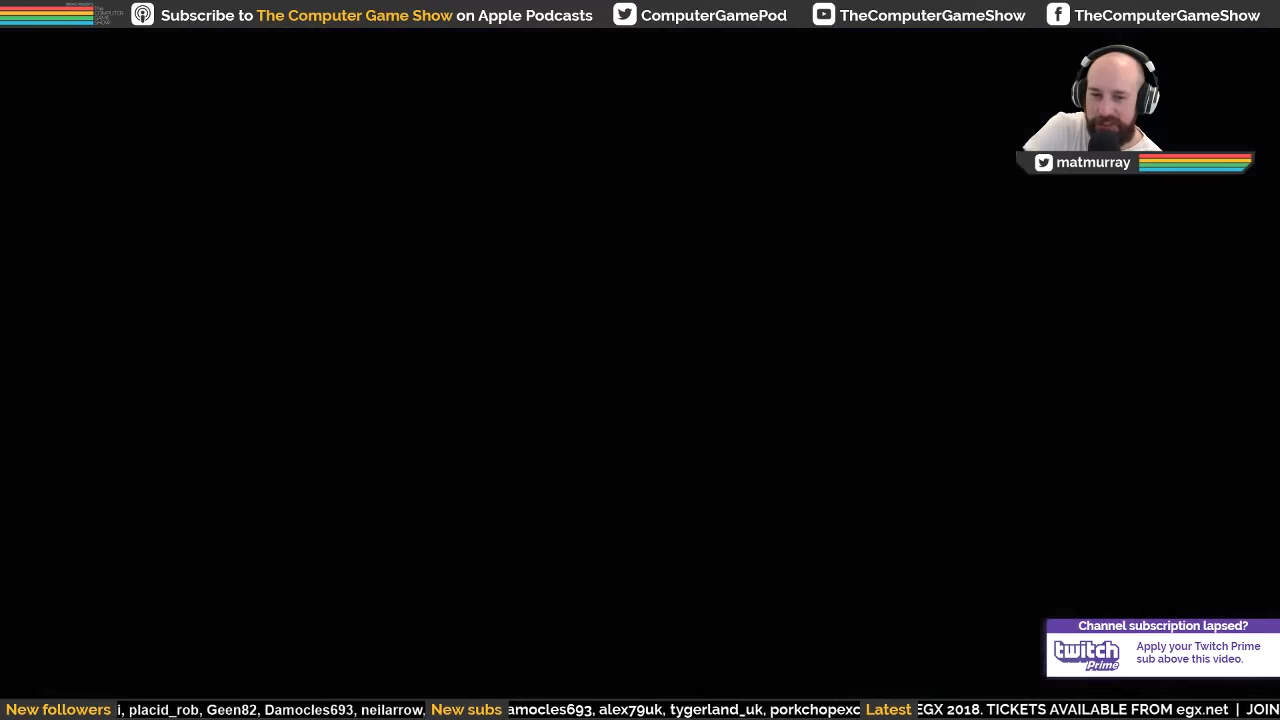 Subscribe to The Computer Game Show on Apple Podcasts ComputerGamePod TheComputerGameShow TheComputerGameShow
matmurray
Channel subscription lapsed?
twitch Prime
Apply your Twitch Prime
sub above this video.
New followers i, placid_rob, Geen82, Damocles693, neilarrow, New subs amocles693, alex79uk, tygerland_uk, porkchopexc Latest EGX 2018. TICKETS AVAILABLE FROM egx.net | JOIN